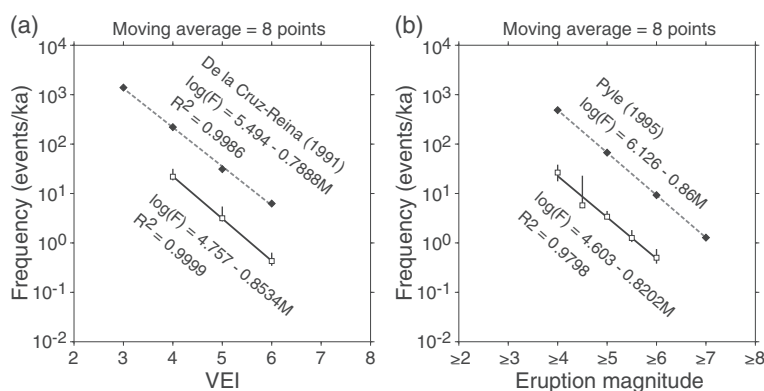 (a)
Moving average = 8 points
10⁴
10³
10²
10¹
10⁰
10⁻¹
10⁻²
Frequency (events/ka)
De la Cruz-Reina (1991)
log(F) = 5.494 - 0.7888M
R² = 0.9986
log(F) = 4.757 - 0.8534M
R² = 0.9999
2 3 4 5 6 7 8
VEI
(b)
Moving average = 8 points
10⁴
10³
10²
10¹
10⁰
10⁻¹
10⁻²
Frequency (events/ka)
Pyle (1995)
log(F) = 6.126 - 0.86M
log(F) = 4.603 - 0.8202M
R² = 0.9798
≥2 ≥3 ≥4 ≥5 ≥6 ≥7 ≥8
Eruption magnitude